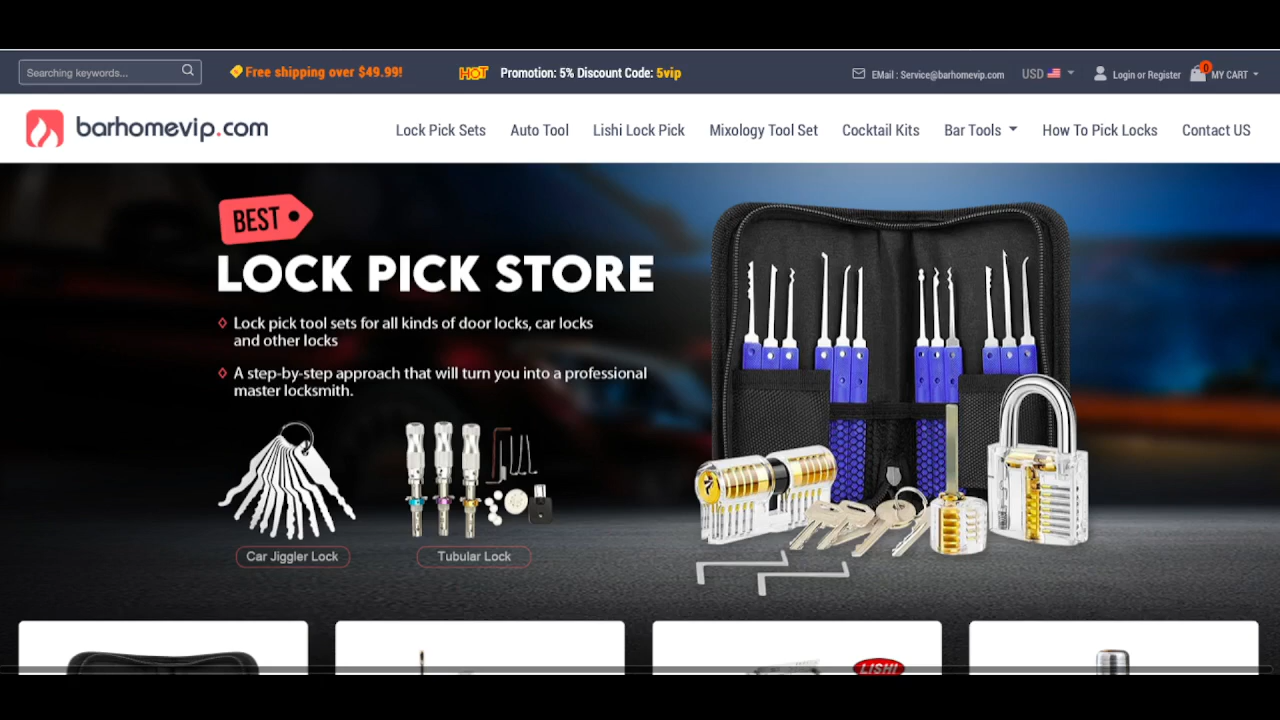 Searching keywords...
Free shipping over $49.99!
HOT Promotion: 5% Discount Code: 5vip
EMail : Service@barhomevip.com
USD
Login or Register
0
MY CART
barhomevip.com
Lock Pick Sets
Auto Tool
Lishi Lock Pick
Mixology Tool Set
Cocktail Kits
Bar Tools
How To Pick Locks
Contact US
BEST
LOCK PICK STORE
Lock pick tool sets for all kinds of door locks, car locks
and other locks
A step-by-step approach that will turn you into a professional
master locksmith.
Car Jiggler Lock
Tubular Lock
LISHI